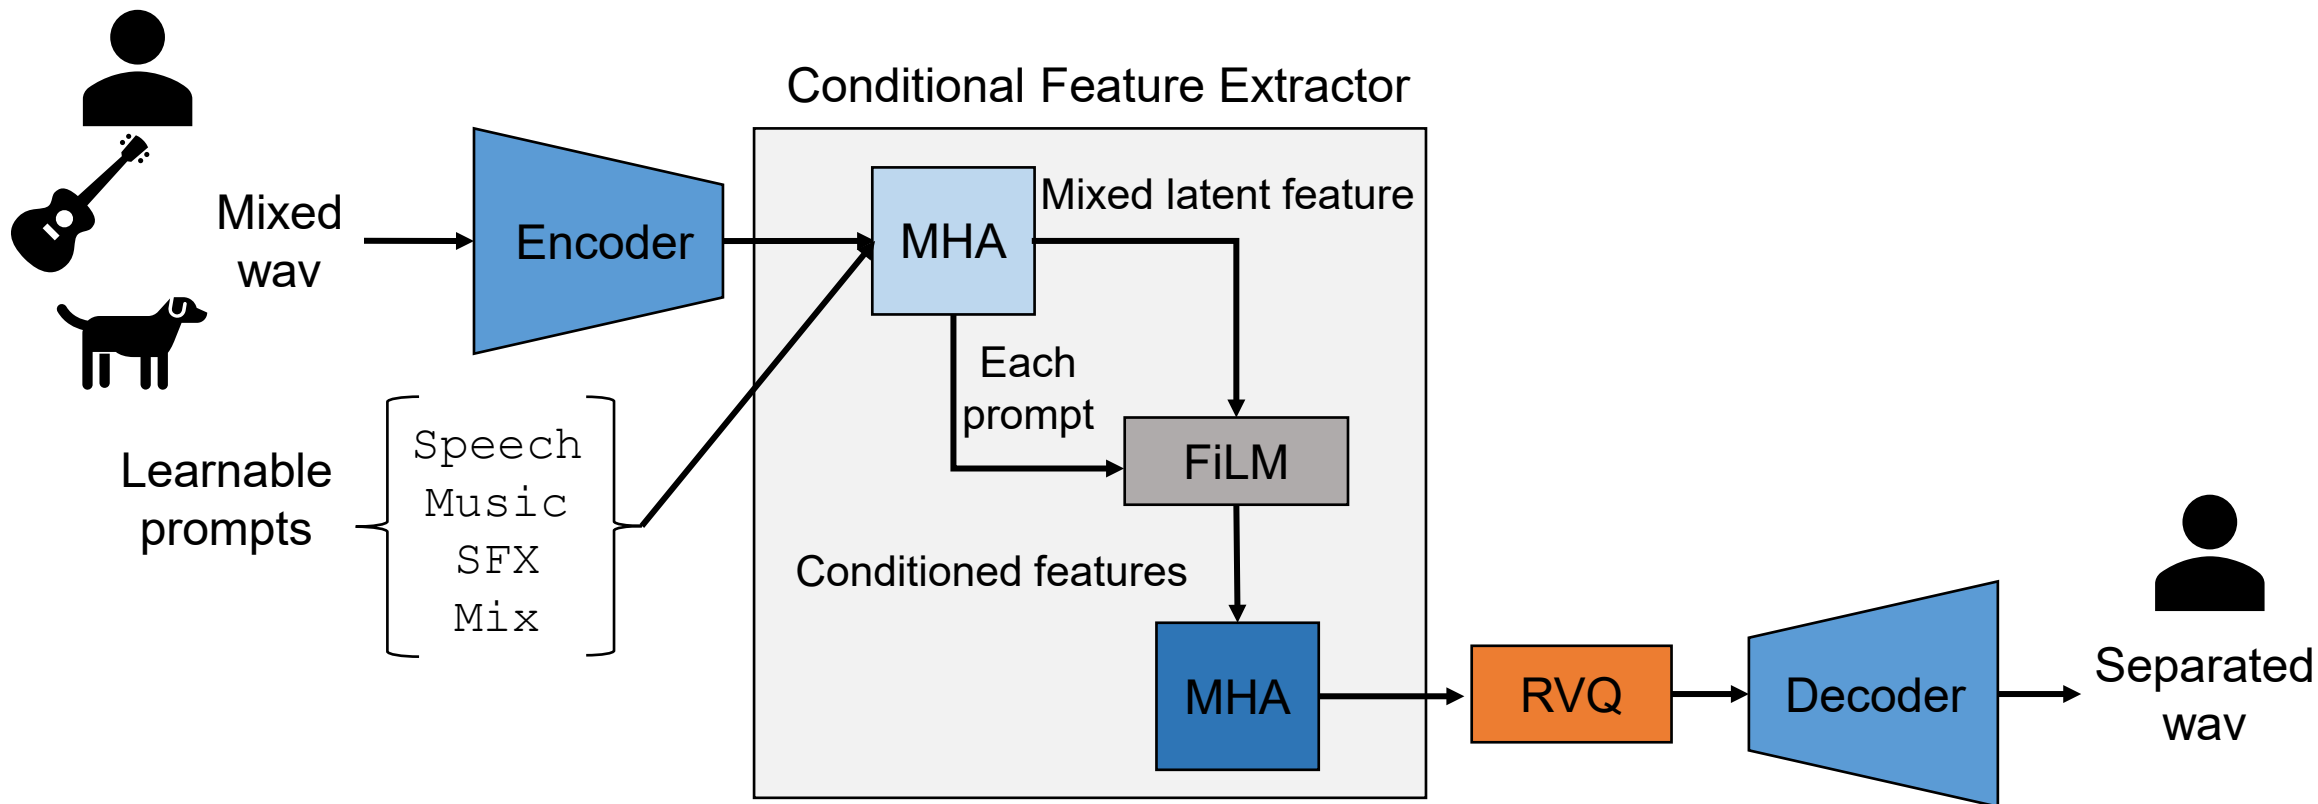 Conditional Feature Extractor
Mixed
wav
Encoder
MHA
Mixed latent feature
Each
prompt
FiLM
Learnable
prompts
Speech
Music
SFX
Mix
Conditioned features
MHA
RVQ
Decoder
Separated
wav